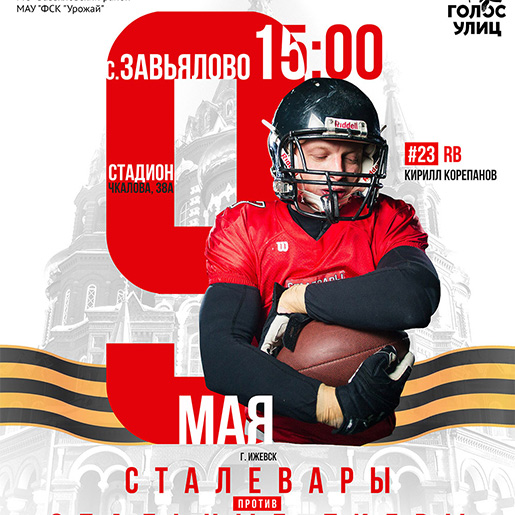 МАУ "ФСК "Урожай"
ГОЛОС
УЛИЦ
с.ЗАВЬЯЛОВО 15:00
9
Riddell
#23 RB
КИРИЛЛ КОРЕПАНОВ
СТАДИОН
ЧКАЛОВА, 38А
МАЯ
Г. ИЖЕВСК
СТАЛЕВАРЫ
ПРОТИВ